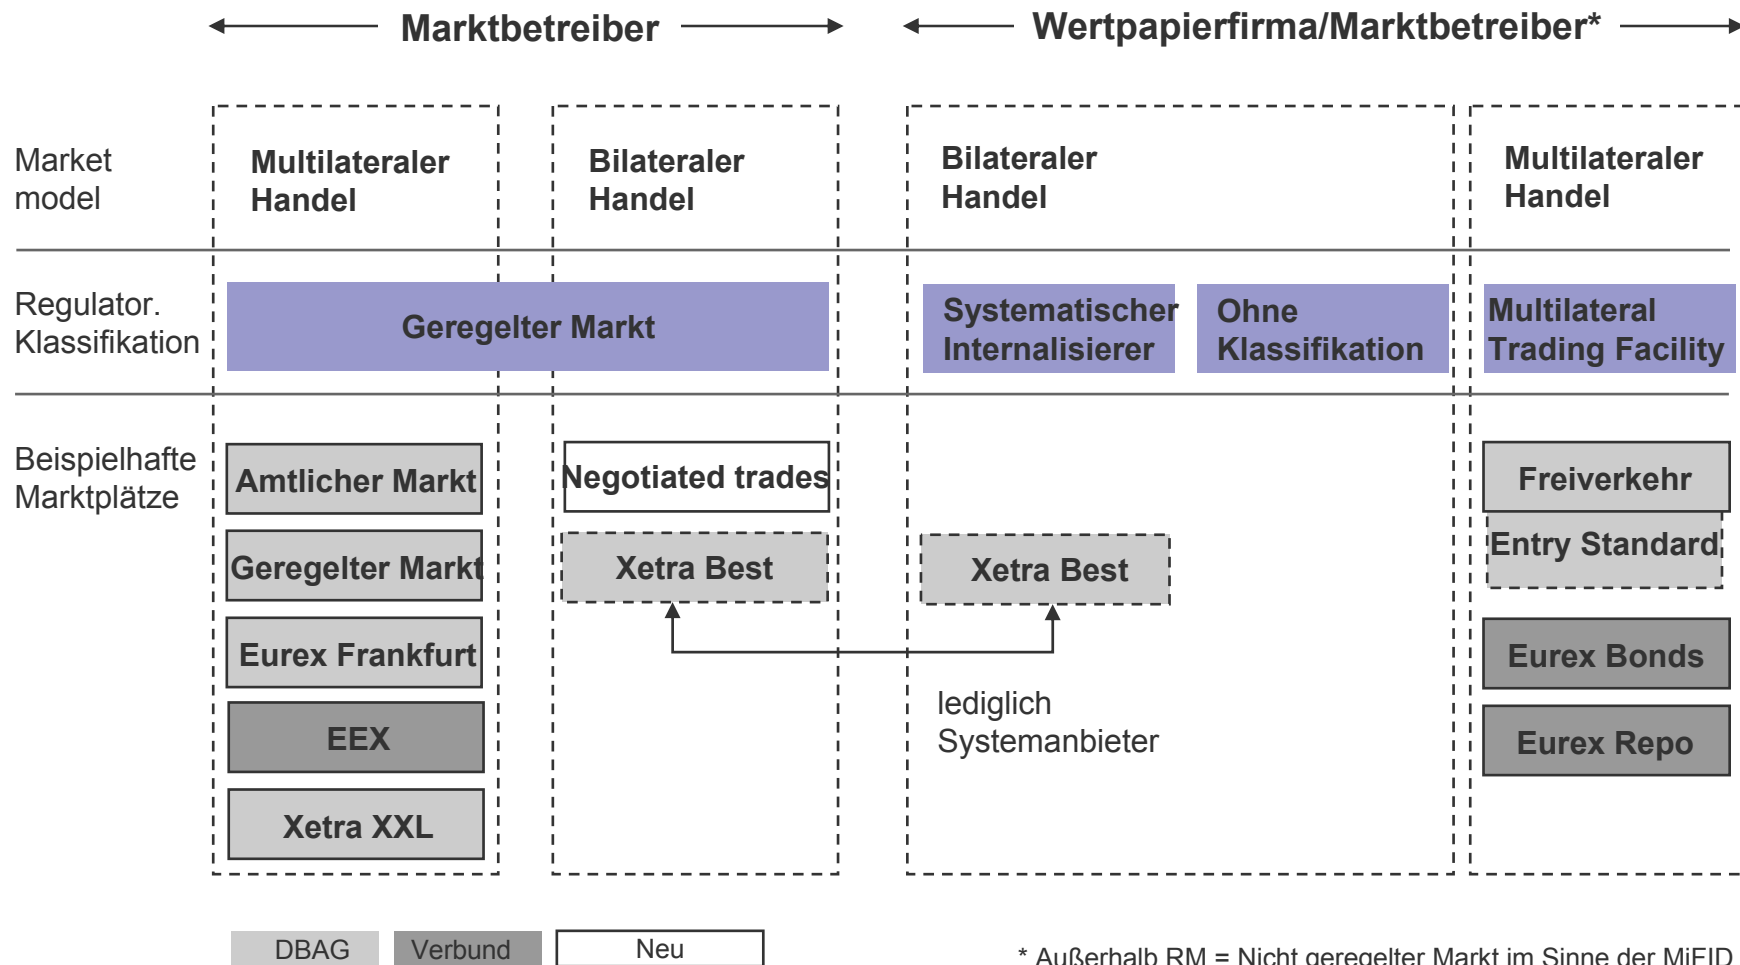 Marktbetreiber
Wertpapierfirma/Marktbetreiber*
Market
model
Multilateraler
Handel
Bilateraler
Handel
Bilateraler
Handel
Multilateraler
Handel
Regulator.
Klassifikation
Geregelter Markt
Systematischer
Internalisierer
Ohne
Klassifikation
Multilateral
Trading Facility
Beispielhafte
Marktplätze
Amtlicher Markt
Geregelter Markt
Eurex Frankfurt
EEX
Xetra XXL
Negotiated trades
Xetra Best
Xetra Best
lediglich
Systemanbieter
Freiverkehr
Entry Standard
Eurex Bonds
Eurex Repo
DBAG
Verbund
Neu
* Außerhalb RM = Nicht geregelter Markt im Sinne der MiFID